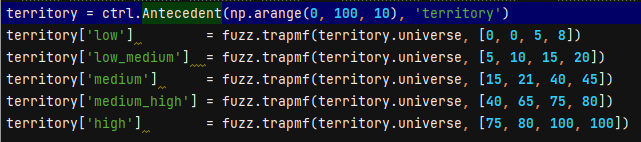 territory = ctrl.Antecedent(np.arange(0, 100, 10), 'territory')
territory['low']         = fuzz.trapmf(territory.universe, [0, 0, 5, 8])
territory['low_medium']  = fuzz.trapmf(territory.universe, [5, 10, 15, 20])
territory['medium']      = fuzz.trapmf(territory.universe, [15, 21, 40, 45])
territory['medium_high'] = fuzz.trapmf(territory.universe, [40, 65, 75, 80])
territory['high']        = fuzz.trapmf(territory.universe, [75, 80, 100, 100])